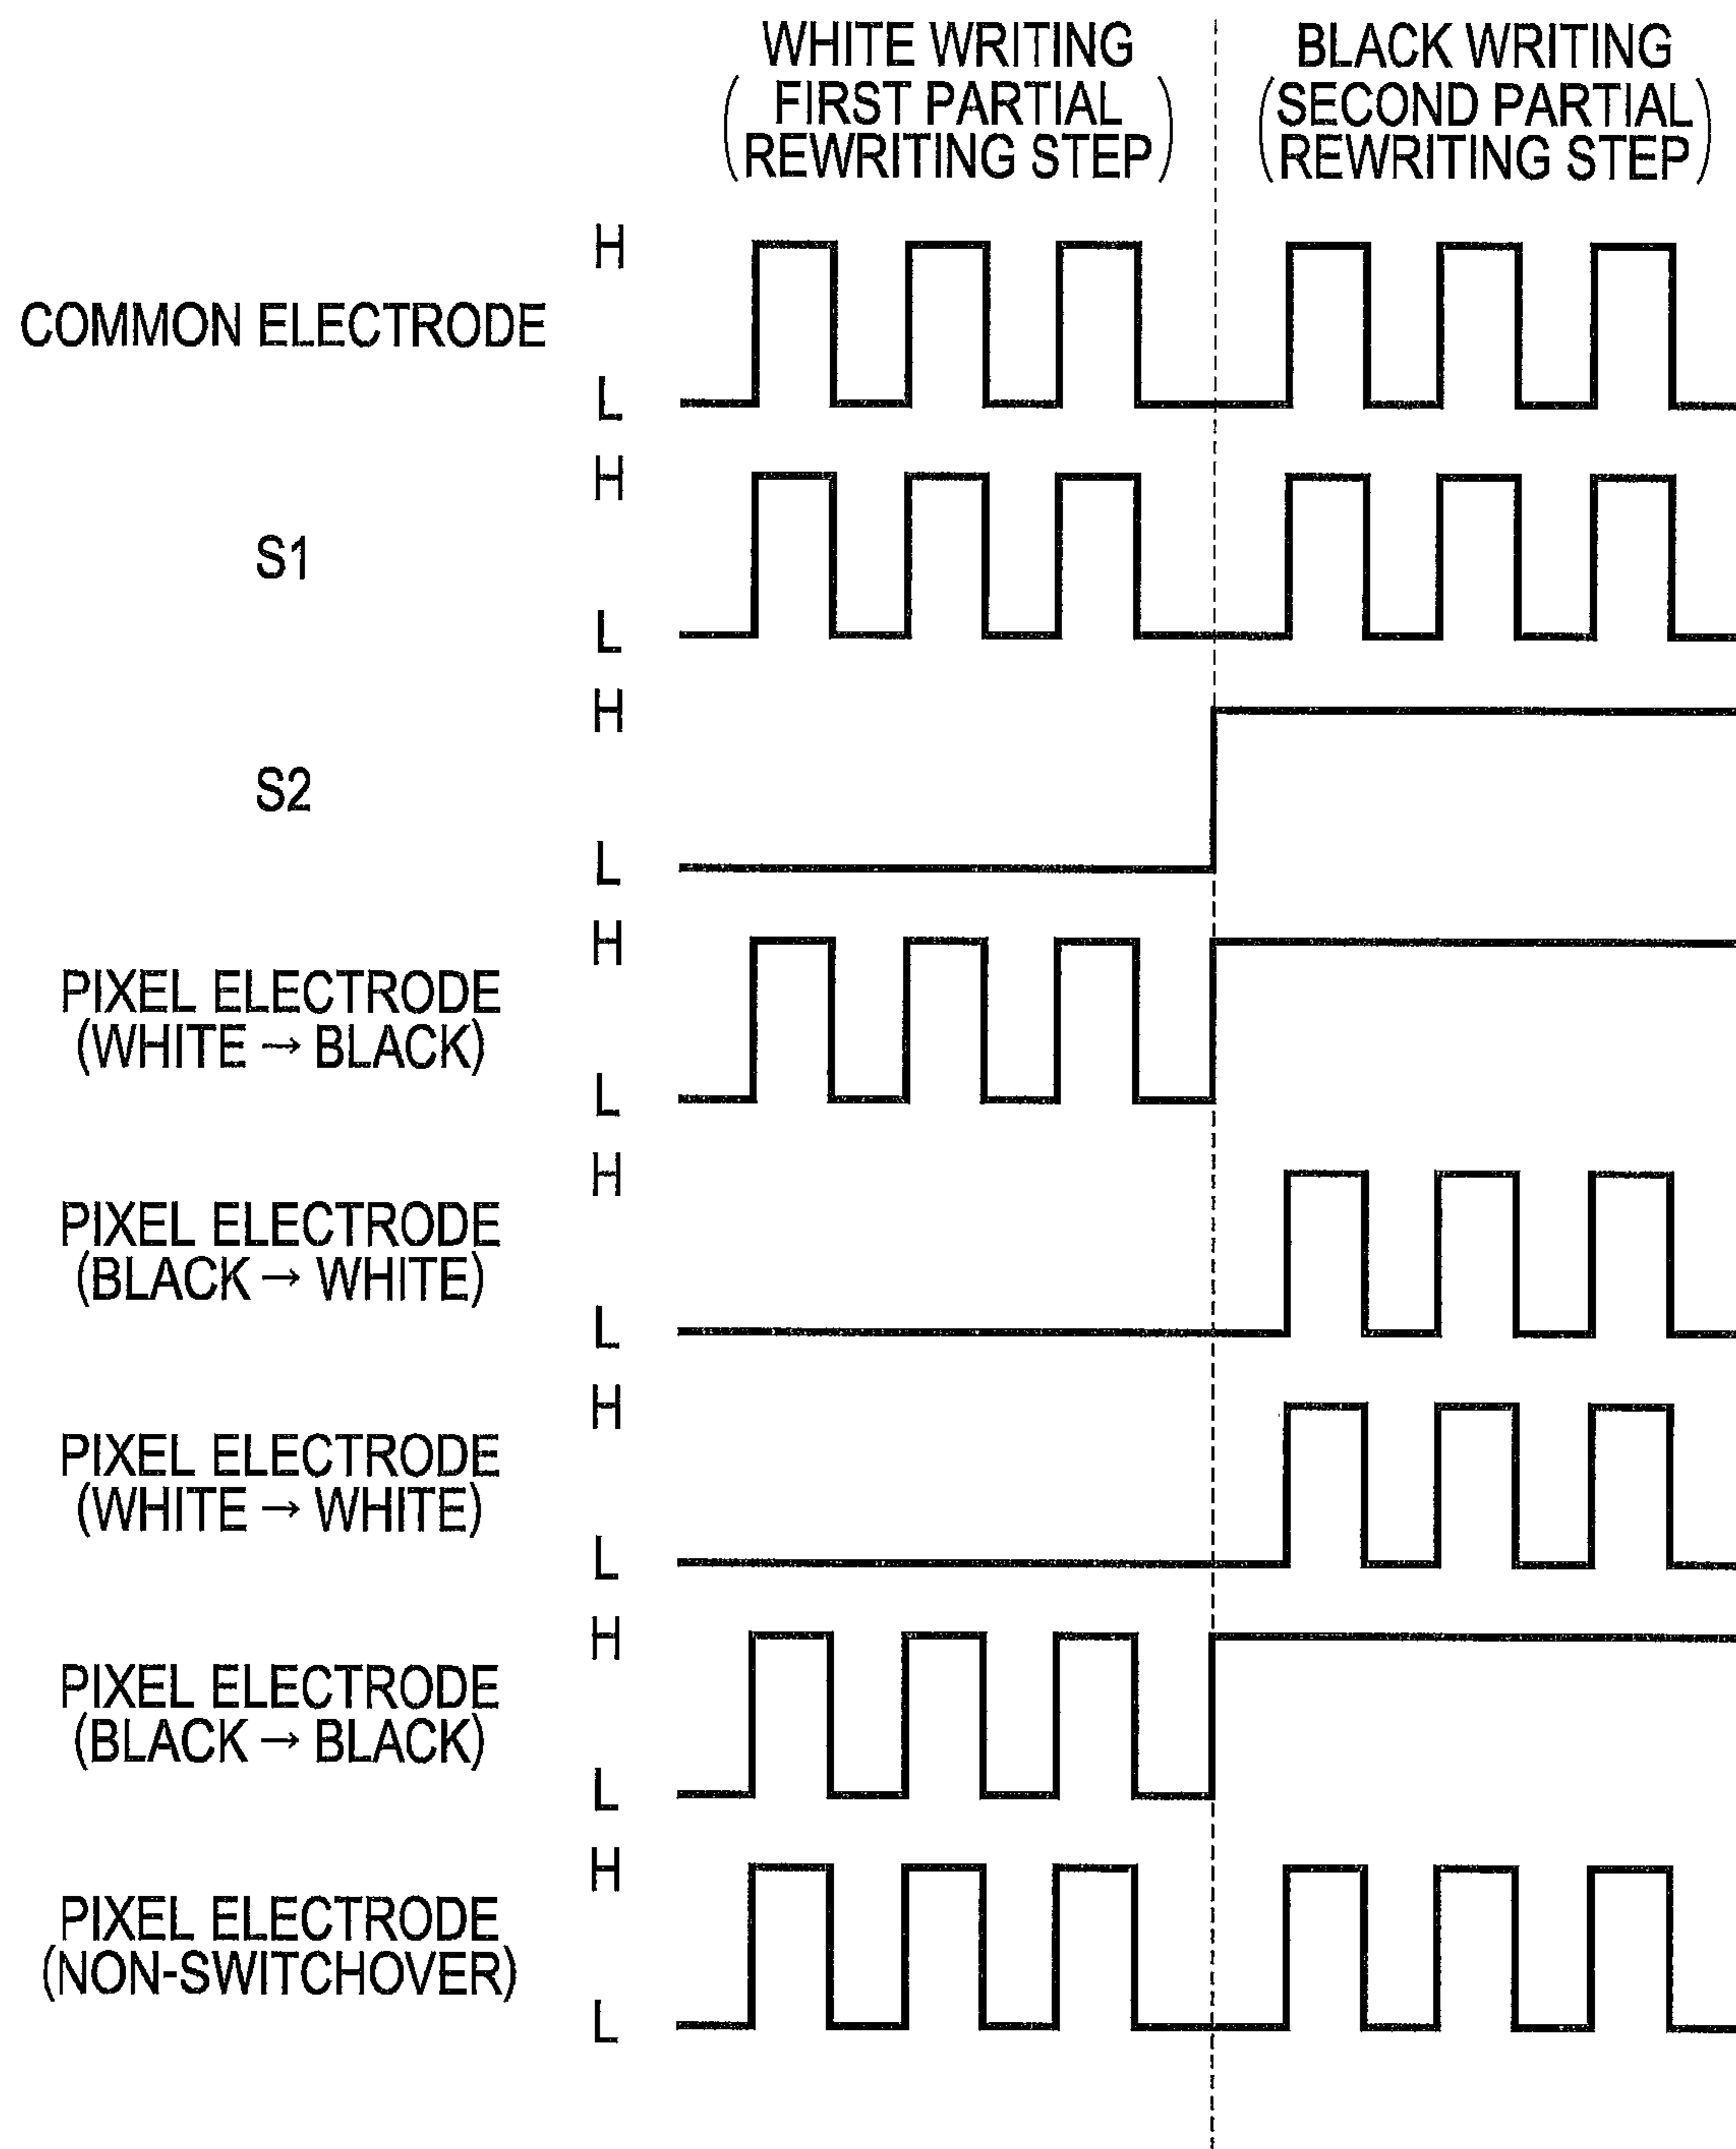 WHITE WRITING
(FIRST PARTIAL
REWRITING STEP)
BLACK WRITING
(SECOND PARTIAL
REWRITING STEP)
H
COMMON ELECTRODE
L
H
S1
L
H
S2
L
H
PIXEL ELECTRODE
(WHITE → BLACK)
L
H
PIXEL ELECTRODE
(BLACK → WHITE)
L
H
PIXEL ELECTRODE
(WHITE → WHITE)
L
H
PIXEL ELECTRODE
(BLACK → BLACK)
L
H
PIXEL ELECTRODE
(NON-SWITCHOVER)
L